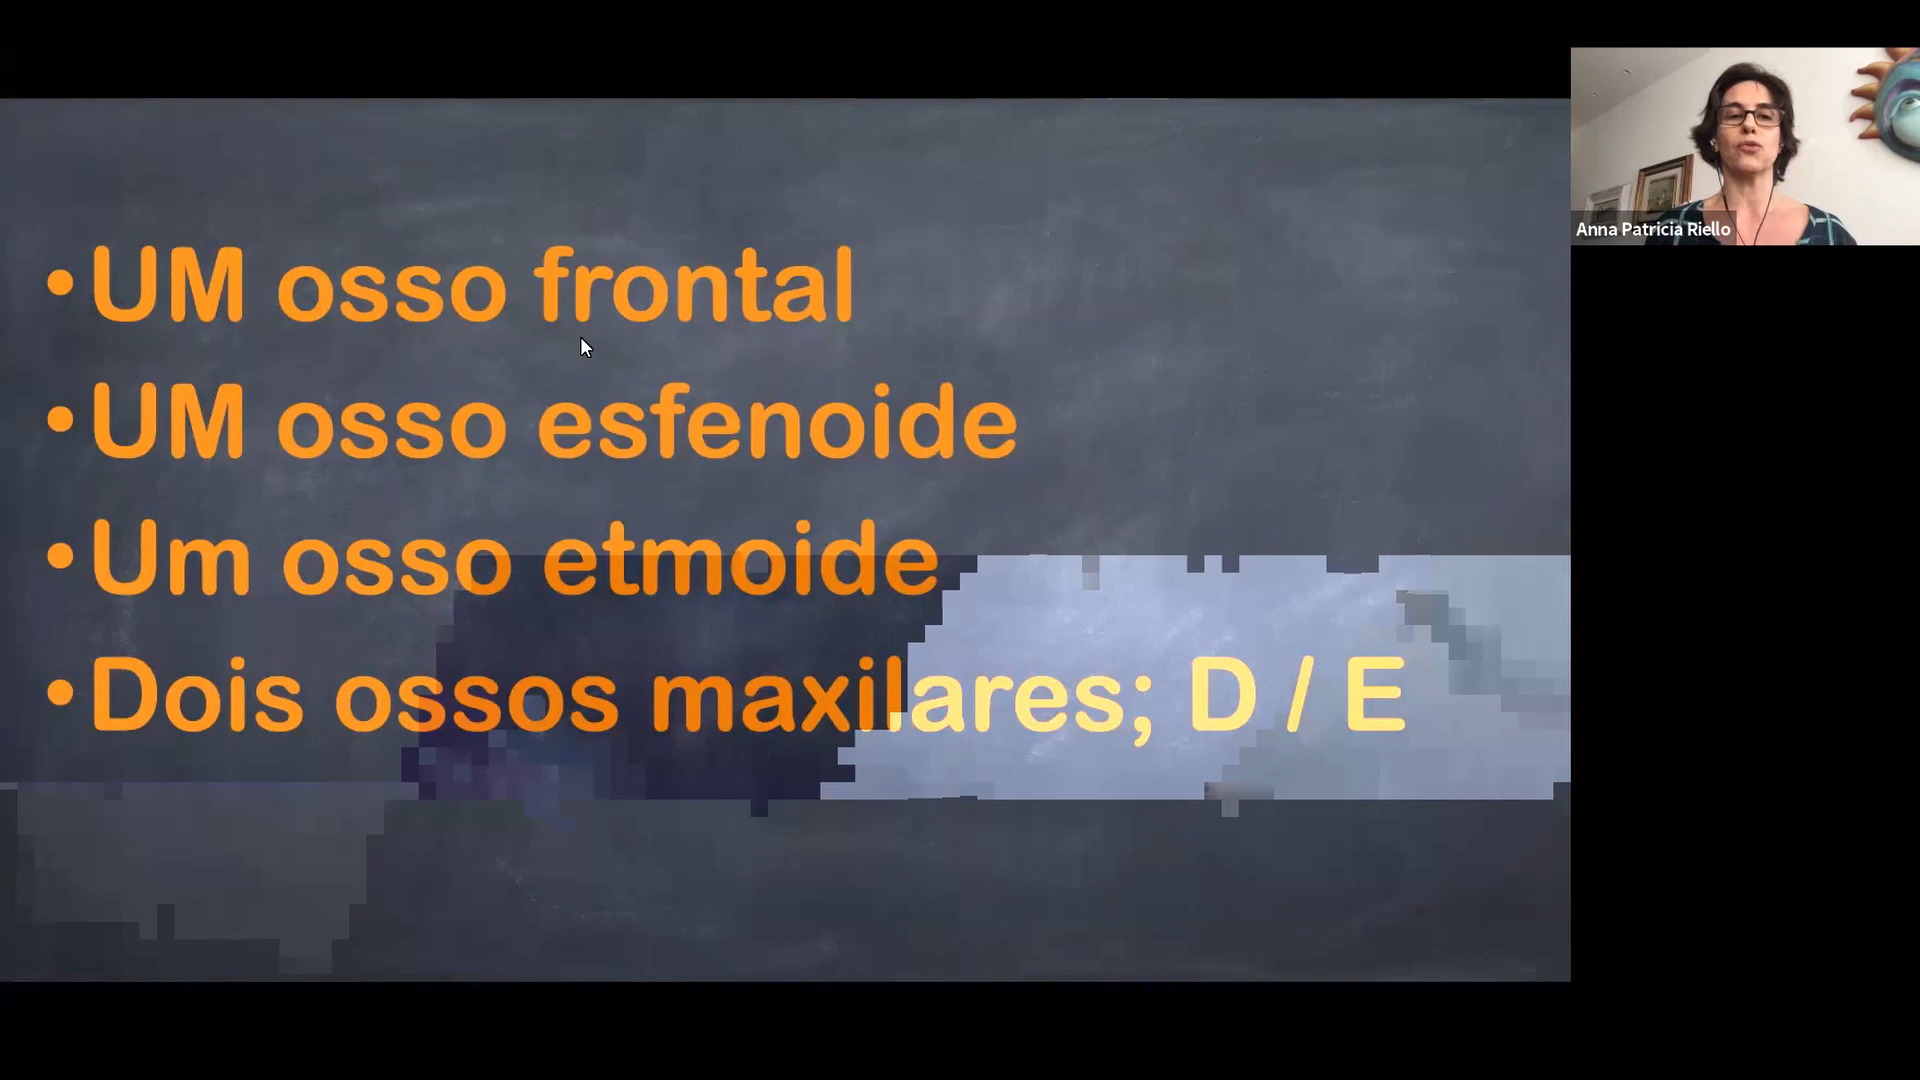 • UM osso frontal
• UM osso esfenoide
• Um osso etmoide
• Dois ossos maxilares; D / E
Anna Patricia Riello